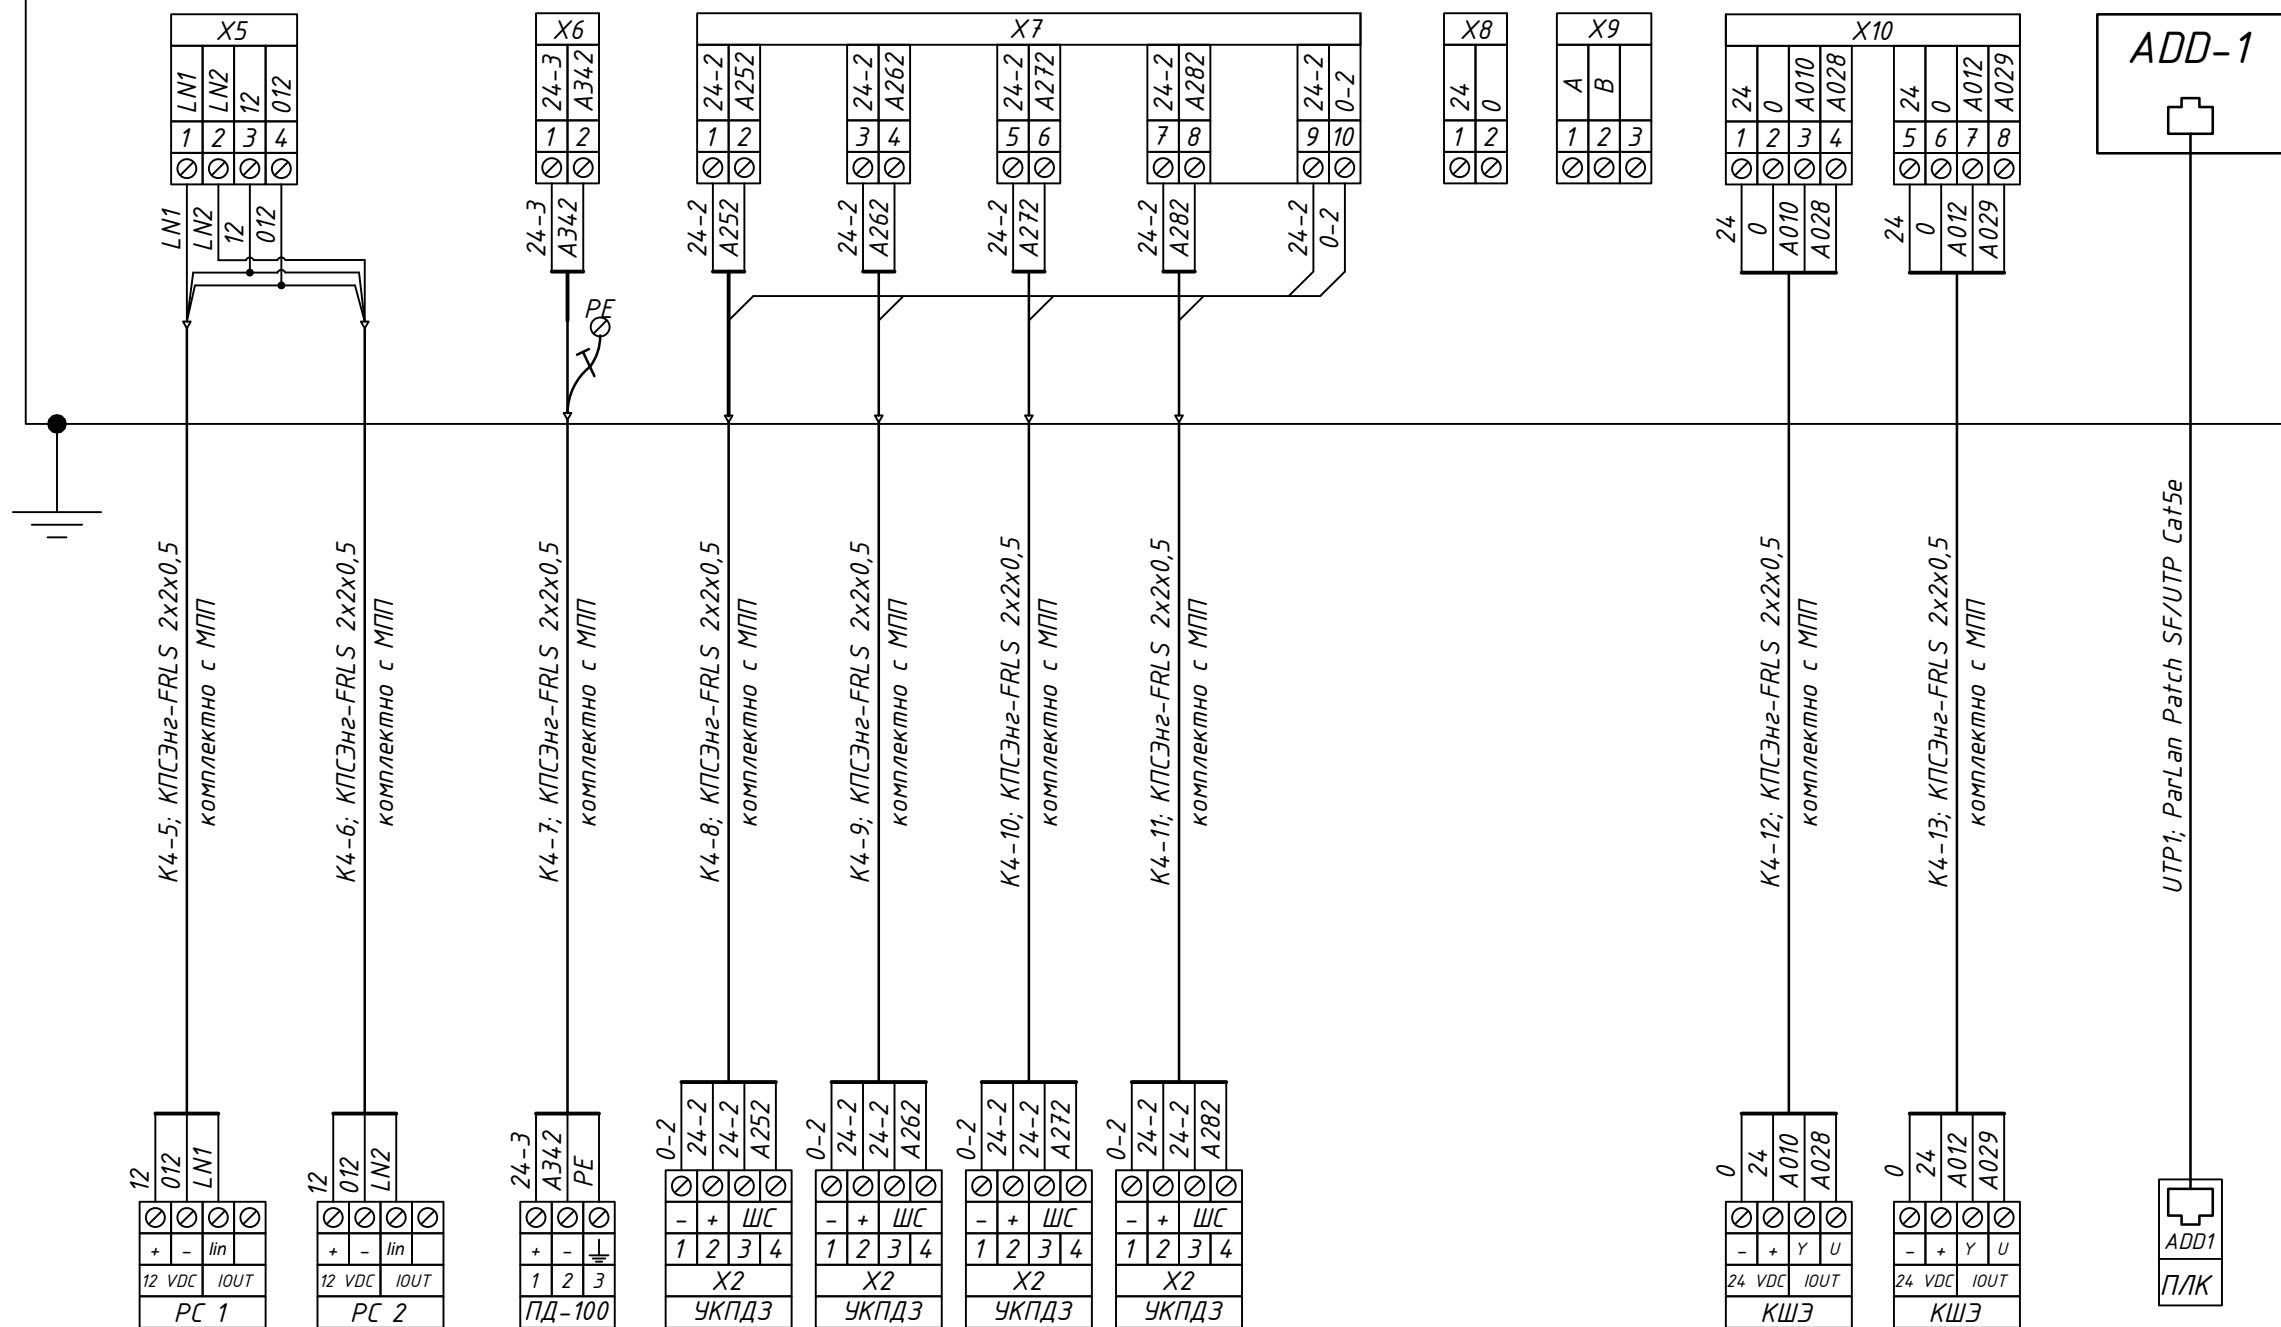 X5
X6
X7
X8
X9
X10
ADD-1
LN1 LN2 12 012
24-3 A342
24-2 A252
24-2 A262
24-2 A272
24-2 A282
24-2 0-2
24 0
A B
24 0 A010 A028
24 0 A012 A029
1 2 3 4
1 2
1 2
3 4
5 6
7 8
9 10
1 2
1 2 3
1 2 3 4
5 6 7 8
LN1 LN2 12 012
24-3 A342
24-2 A252
24-2 A262
24-2 A272
24-2 A282
24-2 0-2
24 0 A010 A028
24 0 A012 A029
PE
К4-5; КПСЭнг-FRLS 2x2x0,5
комплектно с МПП
К4-6; КПСЭнг-FRLS 2x2x0,5
комплектно с МПП
К4-7; КПСЭнг-FRLS 2x2x0,5
комплектно с МПП
К4-8; КПСЭнг-FRLS 2x2x0,5
комплектно с МПП
К4-9; КПСЭнг-FRLS 2x2x0,5
комплектно с МПП
К4-10; КПСЭнг-FRLS 2x2x0,5
комплектно с МПП
К4-11; КПСЭнг-FRLS 2x2x0,5
комплектно с МПП
К4-12; КПСЭнг-FRLS 2x2x0,5
комплектно с МПП
К4-13; КПСЭнг-FRLS 2x2x0,5
комплектно с МПП
UTP1; ParLan Patch SF/UTP Cat5e
12 012 LN1
+ - Iin
12 VDC IOUT
РС 1
12 012 LN2
+ - Iin
12 VDC IOUT
РС 2
24-3 A342 PE
+ -
1 2 3
ПД-100
0-2 24-2 24-2 A252
- + ШС
1 2 3 4
X2
УКПДЗ
0-2 24-2 24-2 A262
- + ШС
1 2 3 4
X2
УКПДЗ
0-2 24-2 24-2 A272
- + ШС
1 2 3 4
X2
УКПДЗ
0-2 24-2 24-2 A282
- + ШС
1 2 3 4
X2
УКПДЗ
0 24 A010 A028
- + Y U
24 VDC IOUT
КШЭ
0 24 A012 A029
- + Y U
24 VDC IOUT
КШЭ
ADD1
ПЛК